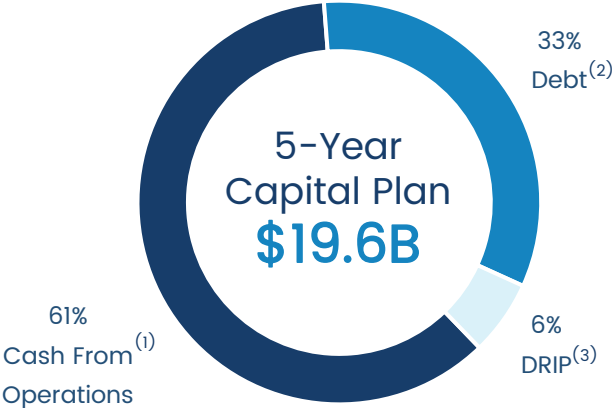 33%
Debt(2)
5-Year
Capital Plan
$19.6B
61%
Cash From(1)
Operations
6%
DRIP(3)